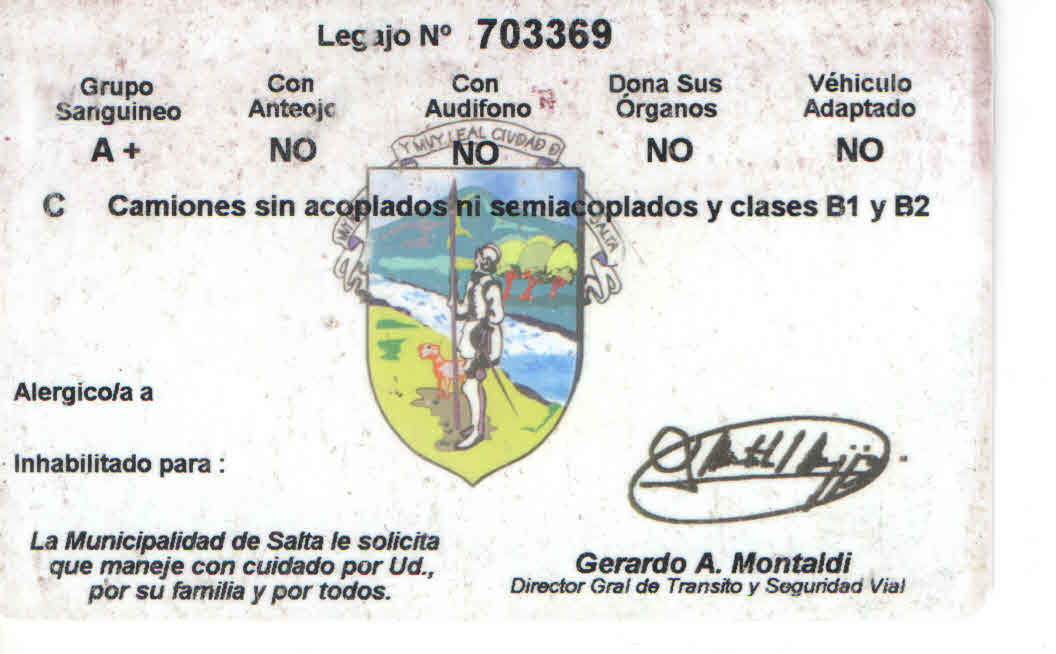 Legajo Nº 703369
Grupo Sanguineo Con Anteojo Con Audifono Dona Sus Órganos Véhiculo Adaptado
A + NO NO NO NO
Y MUY LEAL CIUDAD D
C Camiones sin acoplados ni semiacoplados y clases B1 y B2
MUY SALTA
Alergico/a a
Inhabilitado para :
La Municipalidad de Salta le solicita
que maneje con cuidado por Ud.,
por su familia y por todos.
Gerardo A. Montaldi
Director Gral de Transito y Seguridad Vial